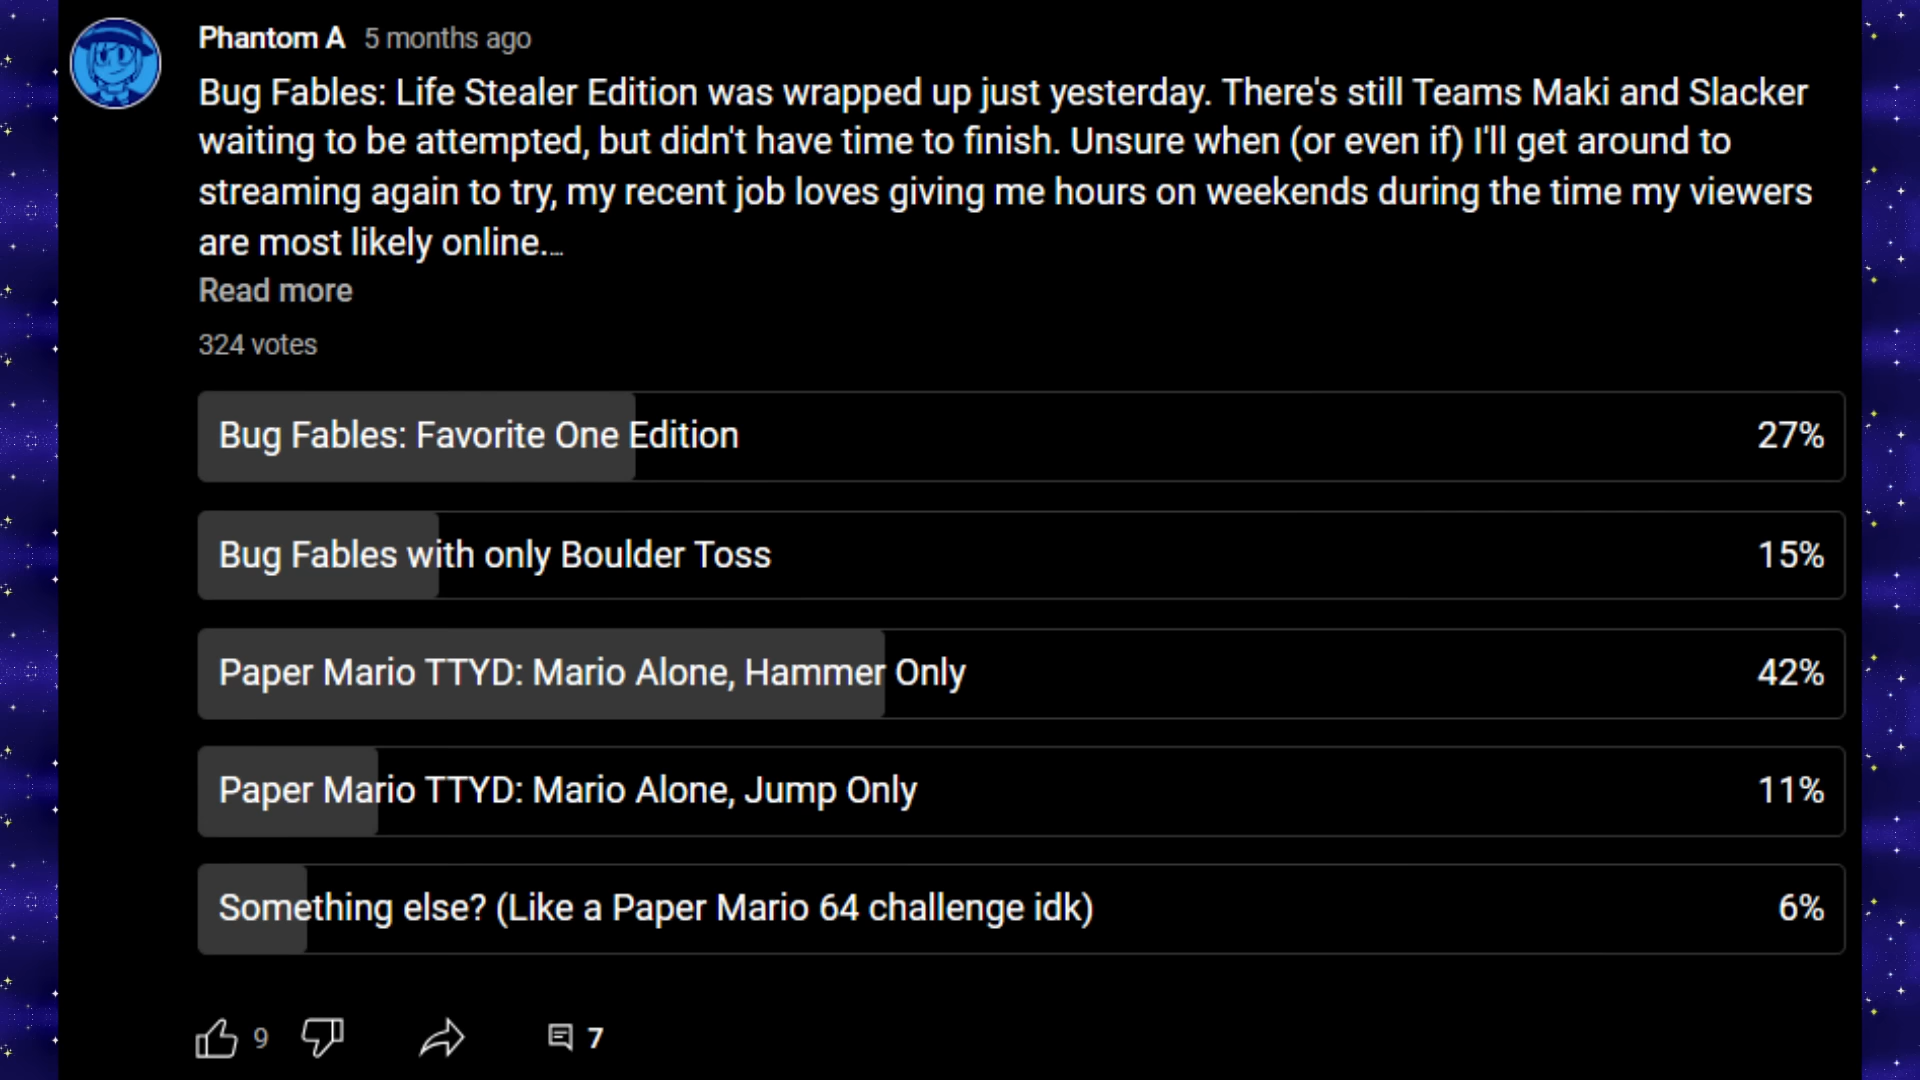 Phantom A 5 months ago
Bug Fables: Life Stealer Edition was wrapped up just yesterday. There's still Teams Maki and Slacker
waiting to be attempted, but didn't have time to finish. Unsure when (or even if) I'll get around to
streaming again to try, my recent job loves giving me hours on weekends during the time my viewers
are most likely online....
Read more
324 votes
Bug Fables: Favorite One Edition 27%
Bug Fables with only Boulder Toss 15%
Paper Mario TTYD: Mario Alone, Hammer Only 42%
Paper Mario TTYD: Mario Alone, Jump Only 11%
Something else? (Like a Paper Mario 64 challenge idk) 6%
9 7